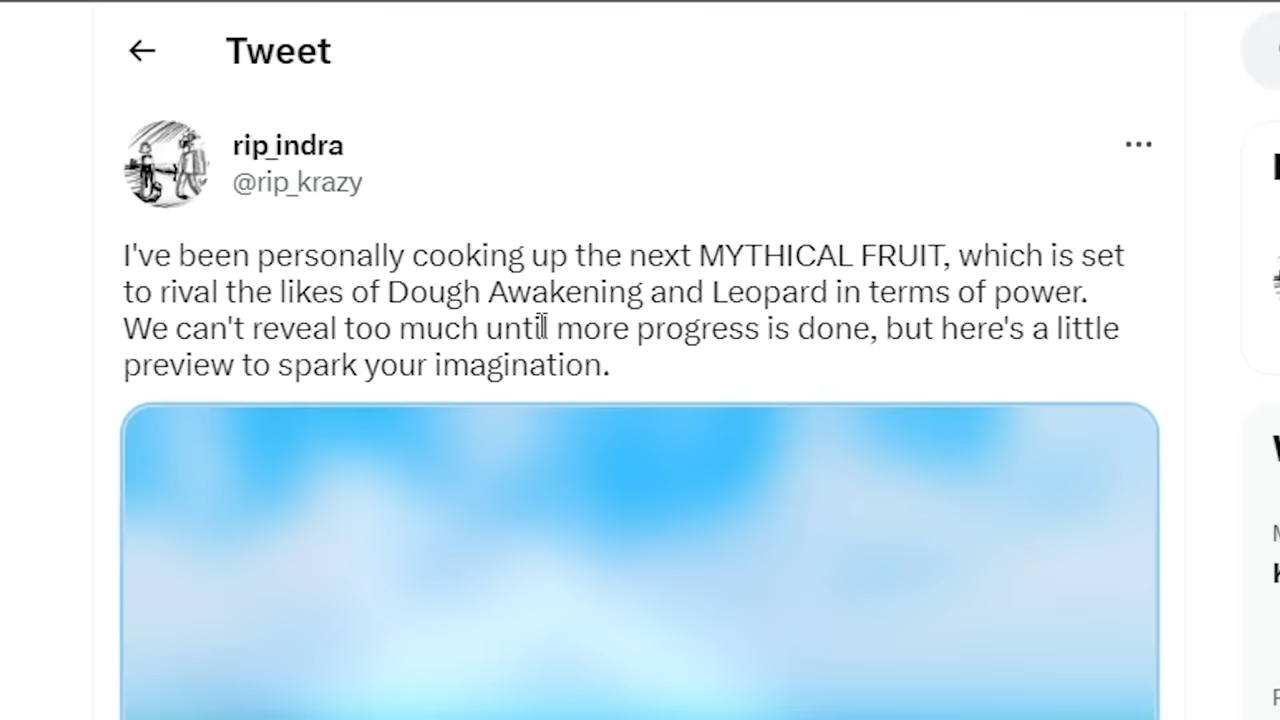 Tweet
rip_indra
@rip_krazy
I've been personally cooking up the next MYTHICAL FRUIT, which is set
to rival the likes of Dough Awakening and Leopard in terms of power.
We can't reveal too much until more progress is done, but here's a little
preview to spark your imagination.